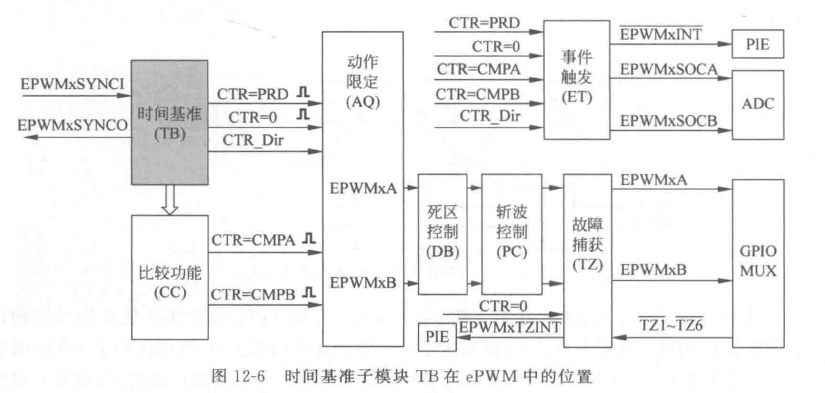 EPWMxSYNCI
EPWMxSYNCO
时间基准
(TB)
CTR=PRD
CTR=0
CTR_Dir
比较功能
(CC)
CTR=CMPA
CTR=CMPB
动作
限定
(AQ)
EPWMxA
EPWMxB
CTR=PRD
CTR=0
CTR=CMPA
CTR=CMPB
CTR_Dir
事件
触发
(ET)
EPWMxINT
EPWMxSOCA
EPWMxSOCB
PIE
ADC
死区
控制
(DB)
斩波
控制
(PC)
故障
捕获
(TZ)
EPWMxA
EPWMxB
GPIO
MUX
CTR=0
PIE
EPWMxTZINT
TZ1~TZ6
图 12-6 时间基准子模块 TB 在 ePWM 中的位置